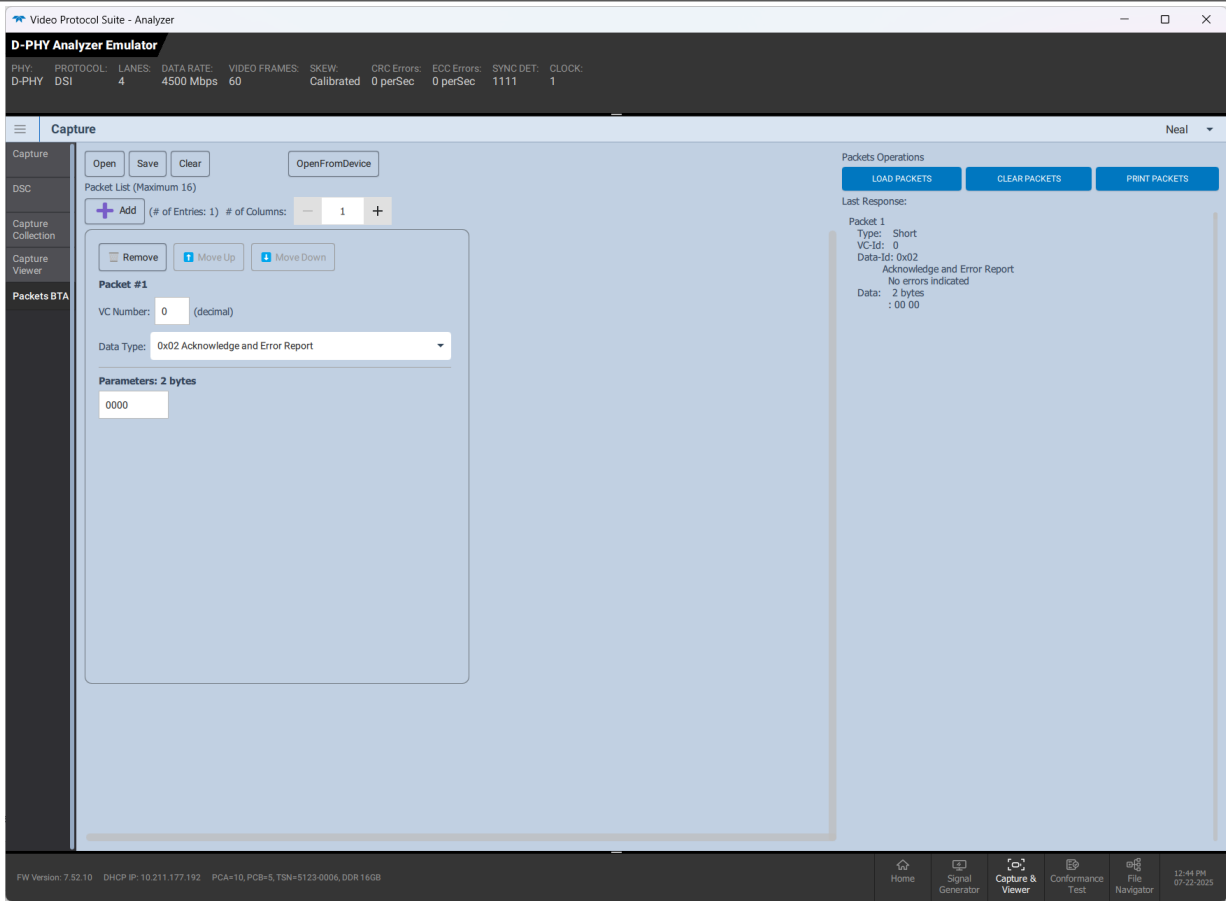 Video Protocol Suite - Analyzer
D-PHY Analyzer Emulator
PHY: PROTOCOL: LANES: DATA RATE: VIDEO FRAMES: SKEW: CRC Errors: ECC Errors: SYNC DET: CLOCK:
D-PHY DSI 4 4500 Mbps 60 Calibrated 0 perSec 0 perSec 1111 1
Capture
Neal
Capture
DSC
Capture
Collection
Capture
Viewer
Packets BTA
Open Save Clear OpenFromDevice
Packet List (Maximum 16)
Add (# of Entries: 1) # of Columns: 1
Remove Move Up Move Down
Packet #1
VC Number: 0 (decimal)
Data Type: 0x02 Acknowledge and Error Report
Parameters: 2 bytes
0000
Packets Operations
LOAD PACKETS CLEAR PACKETS PRINT PACKETS
Last Response:
Packet 1
Type: Short
VC-Id: 0
Data-Id: 0x02
Acknowledge and Error Report
No errors indicated
Data: 2 bytes
: 00 00
FW Version: 7.52.10 DHCP IP: 10.211.177.192 PCA=10, PCB=5, TSN=5123-0006, DDR 16GB
Home
Signal
Generator
Capture &
Viewer
Conformance
Test
File
Navigator
12:44 PM
07-22-2025